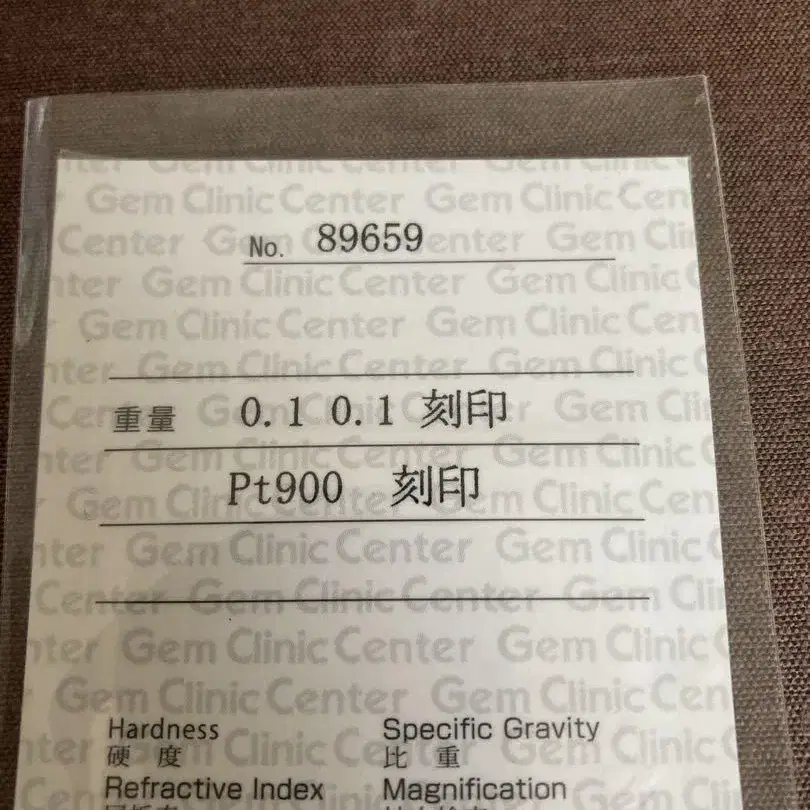 No. 89659
重量 0.1 0.1 刻印
Pt900 刻印
Hardness Specific Gravity
硬 度 比 重
Refractive Index Magnification